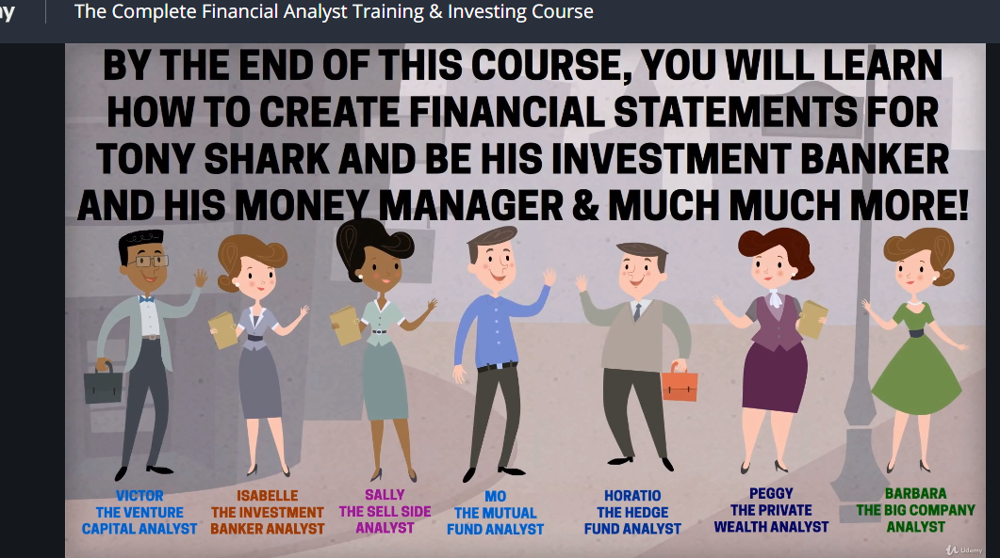 The Complete Financial Analyst Training & Investing Course
BY THE END OF THIS COURSE, YOU WILL LEARN
HOW TO CREATE FINANCIAL STATEMENTS FOR
TONY SHARK AND BE HIS INVESTMENT BANKER
AND HIS MONEY MANAGER & MUCH MUCH MORE!
VICTOR
THE VENTURE
CAPITAL ANALYST
ISABELLE
THE INVESTMENT
BANKER ANALYST
SALLY
THE SELL SIDE
ANALYST
MO
THE MUTUAL
FUND ANALYST
HORATIO
THE HEDGE
FUND ANALYST
PEGGY
THE PRIVATE
WEALTH ANALYST
BARBARA
THE BIG COMPANY
ANALYST
Udemy